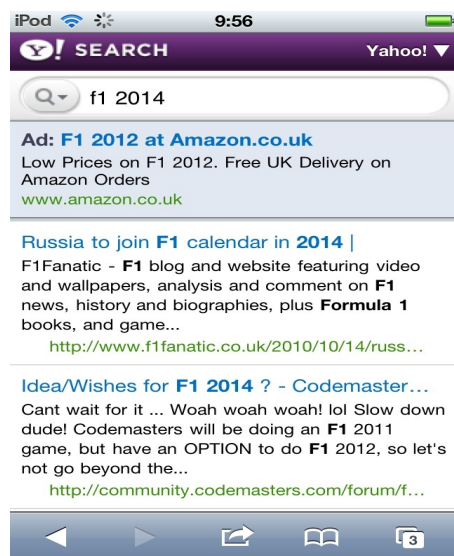 iPod 9:56
Y! SEARCH Yahoo! ▼
f1 2014
Ad: F1 2012 at Amazon.co.uk
Low Prices on F1 2012. Free UK Delivery on
Amazon Orders
www.amazon.co.uk
Russia to join F1 calendar in 2014 |
F1Fanatic - F1 blog and website featuring video
and wallpapers, analysis and comment on F1
news, history and biographies, plus Formula 1
books, and game...
http://www.f1fanatic.co.uk/2010/10/14/russ...
Idea/Wishes for F1 2014 ? - Codemaster...
Cant wait for it ... Woah woah woah! lol Slow down
dude! Codemasters will be doing an F1 2011
game, but have an OPTION to do F1 2012, so let's
not go beyond the...
http://community.codemasters.com/forum/f...
3